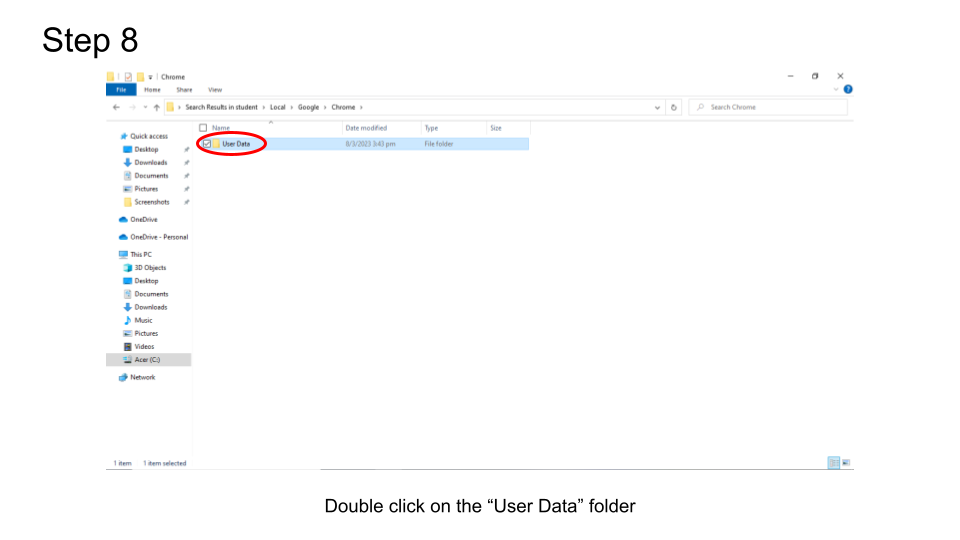 Step 8
Chrome
File Home Share View
Search Results in student › Local › Google › Chrome ›
Search Chrome
Name Date modified Type Size
User Data 8/3/2023 3:43 pm File folder
Quick access
Desktop
Downloads
Documents
Pictures
Screenshots
OneDrive
OneDrive - Personal
This PC
3D Objects
Desktop
Documents
Downloads
Music
Pictures
Videos
Acer (C:)
Network
1 item 1 item selected
Double click on the “User Data” folder